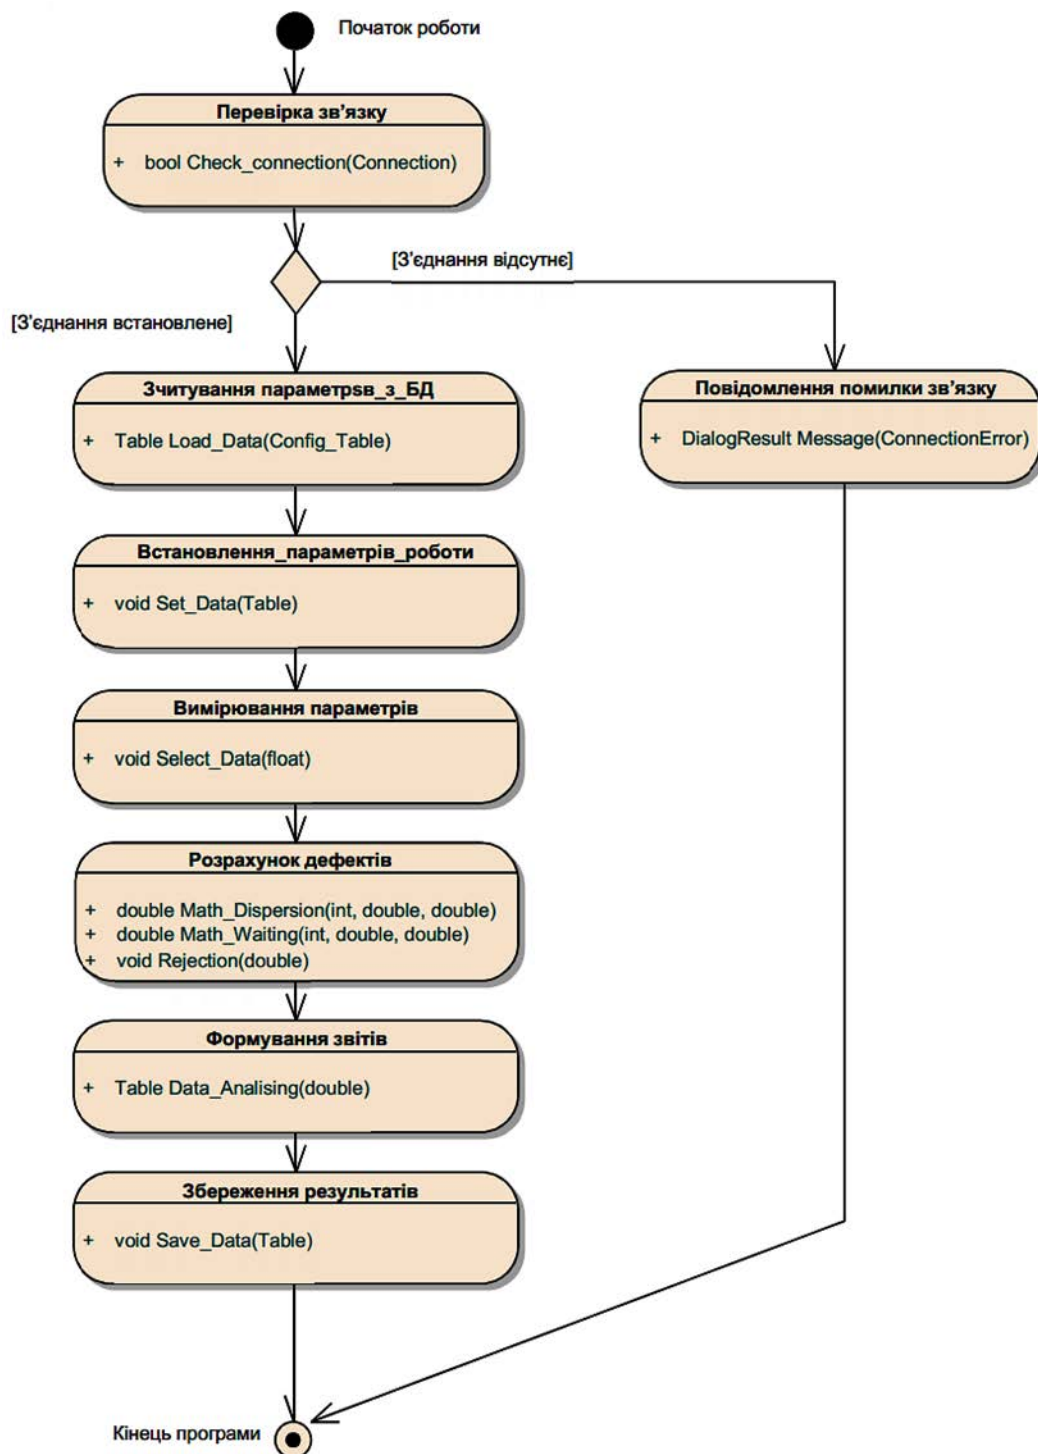 Початок роботи
Перевірка зв'язку
+ bool Check_connection(Connection)
[З'єднання відсутнє]
[З'єднання встановлене]
Зчитування параметрsв_з_БД
+ Table Load_Data(Config_Table)
Повідомлення помилки зв'язку
+ DialogResult Message(ConnectionError)
Встановлення_параметрів_роботи
+ void Set_Data(Table)
Вимірювання параметрів
+ void Select_Data(float)
Розрахунок дефектів
+ double Math_Dispersion(int, double, double)
+ double Math_Waiting(int, double, double)
+ void Rejection(double)
Формування звітів
+ Table Data_Analising(double)
Збереження результатів
+ void Save_Data(Table)
Кінець програми